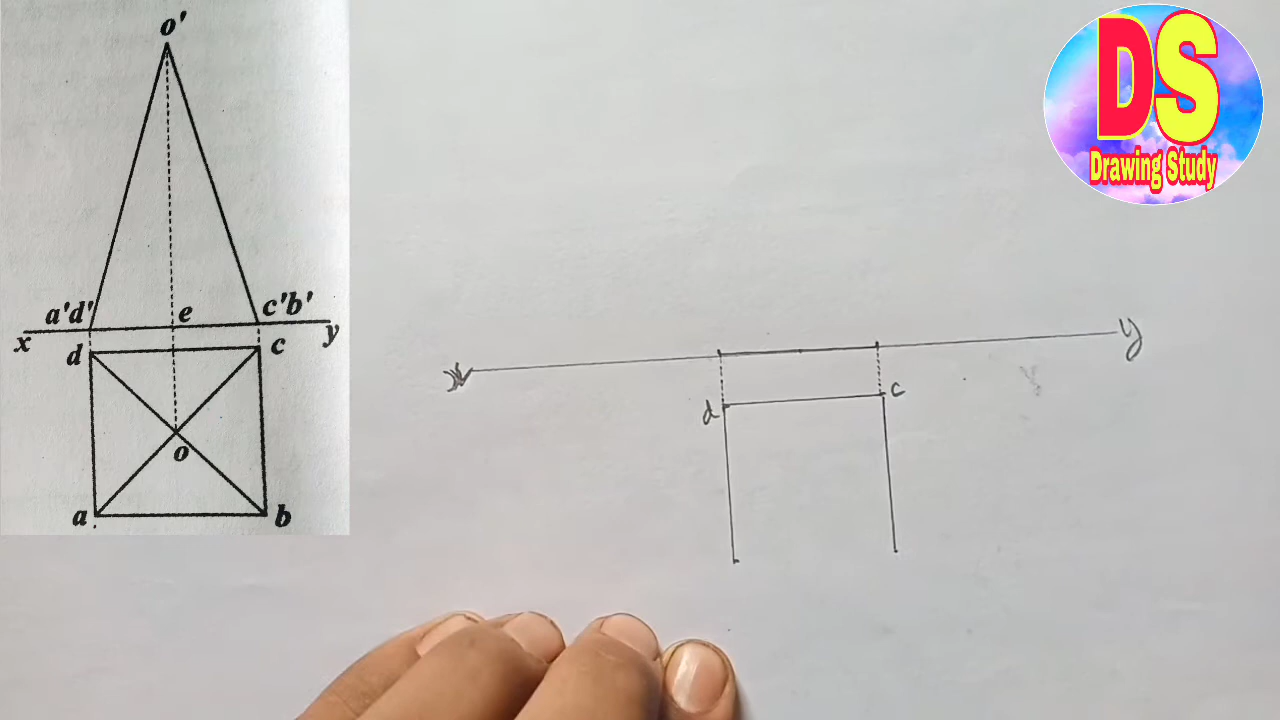 o'
a'd' e c'b'
x y
d c
o
a b
x y
d c
DS
Drawing Study